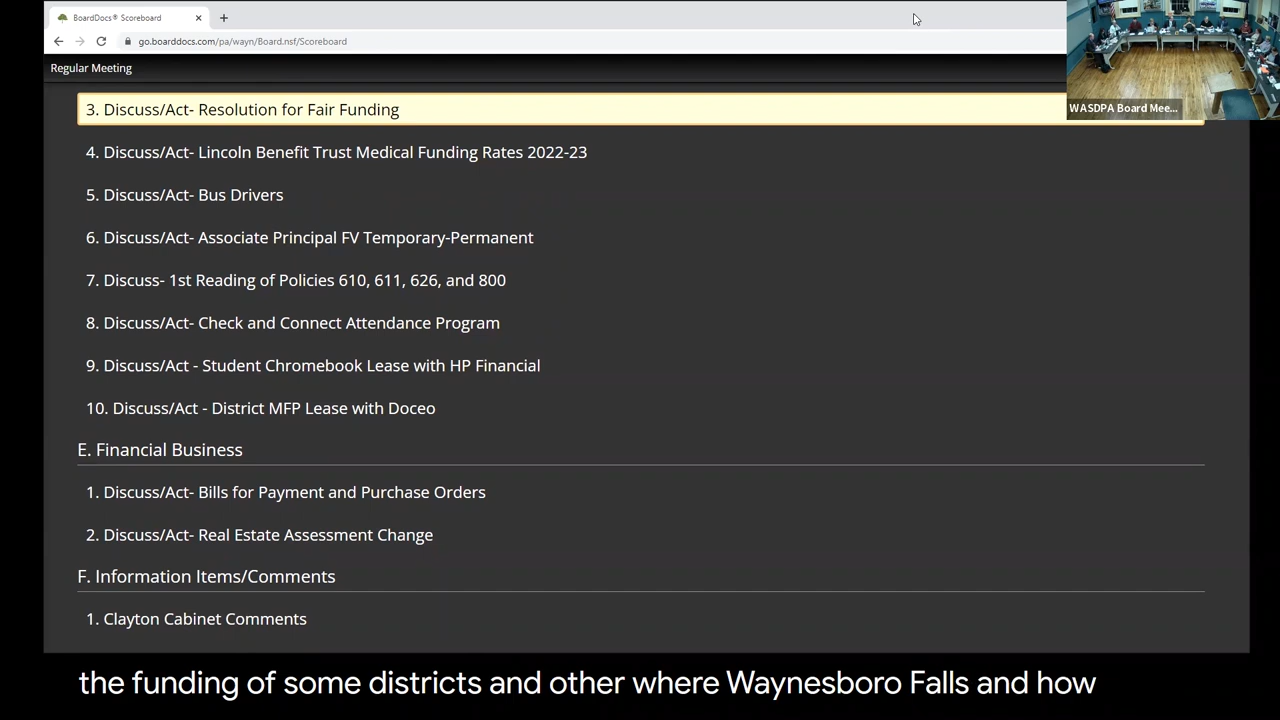 BoardDocs® Scoreboard
go.boarddocs.com/pa/wayn/Board.nsf/Scoreboard
Regular Meeting
WASDPA Board Mee...
3. Discuss/Act- Resolution for Fair Funding
4. Discuss/Act- Lincoln Benefit Trust Medical Funding Rates 2022-23
5. Discuss/Act- Bus Drivers
6. Discuss/Act- Associate Principal FV Temporary-Permanent
7. Discuss- 1st Reading of Policies 610, 611, 626, and 800
8. Discuss/Act- Check and Connect Attendance Program
9. Discuss/Act - Student Chromebook Lease with HP Financial
10. Discuss/Act - District MFP Lease with Doceo
E. Financial Business
1. Discuss/Act- Bills for Payment and Purchase Orders
2. Discuss/Act- Real Estate Assessment Change
F. Information Items/Comments
1. Clayton Cabinet Comments
the funding of some districts and other where Waynesboro Falls and how